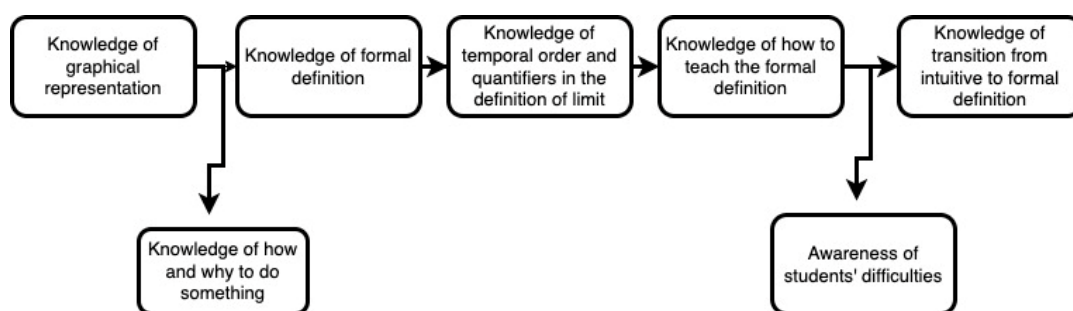 Knowledge of
graphical
representation
Knowledge of formal
definition
Knowledge of
temporal order and
quantifiers in the
definition of limit
Knowledge of how to
teach the formal
definition
Knowledge of
transition from
intuitive to formal
definition
Knowledge of how
and why to do
something
Awareness of
students' difficulties